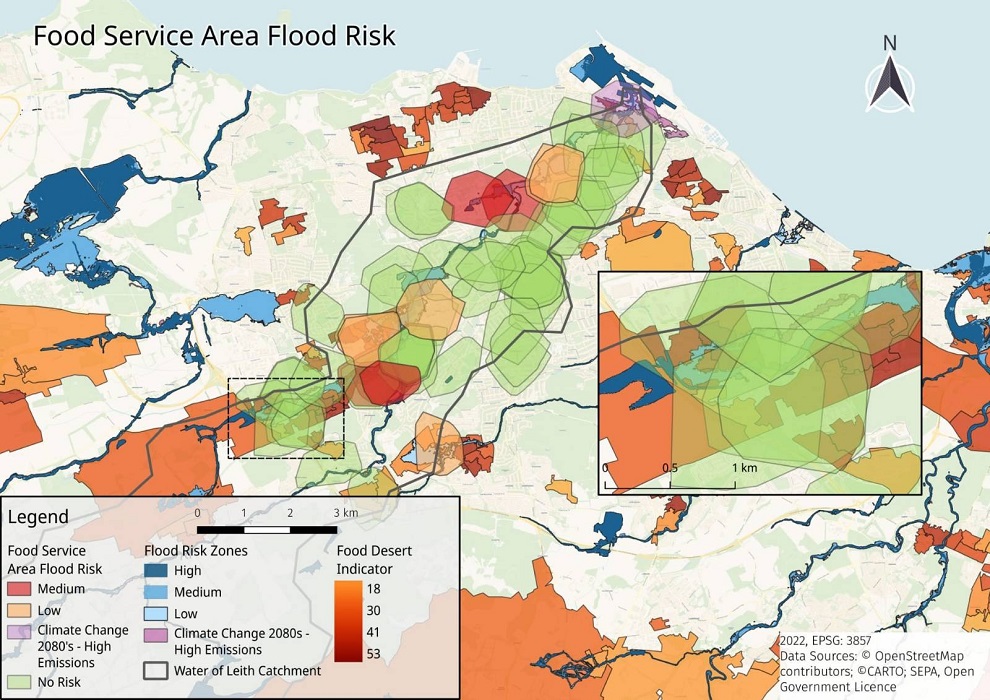 Food Service Area Flood Risk
N
0 0.5 1 km
Legend
0 1 2 3 km
Food Service
Area Flood Risk
Medium
Low
Climate Change
2080's - High
Emissions
No Risk
Flood Risk Zones
High
Medium
Low
Climate Change 2080s -
High Emissions
Water of Leith Catchment
Food Desert
Indicator
18
30
41
53
2022, EPSG: 3857
Data Sources: © OpenStreetMap
contributors; ©CARTO; SEPA, Open
Government Licence